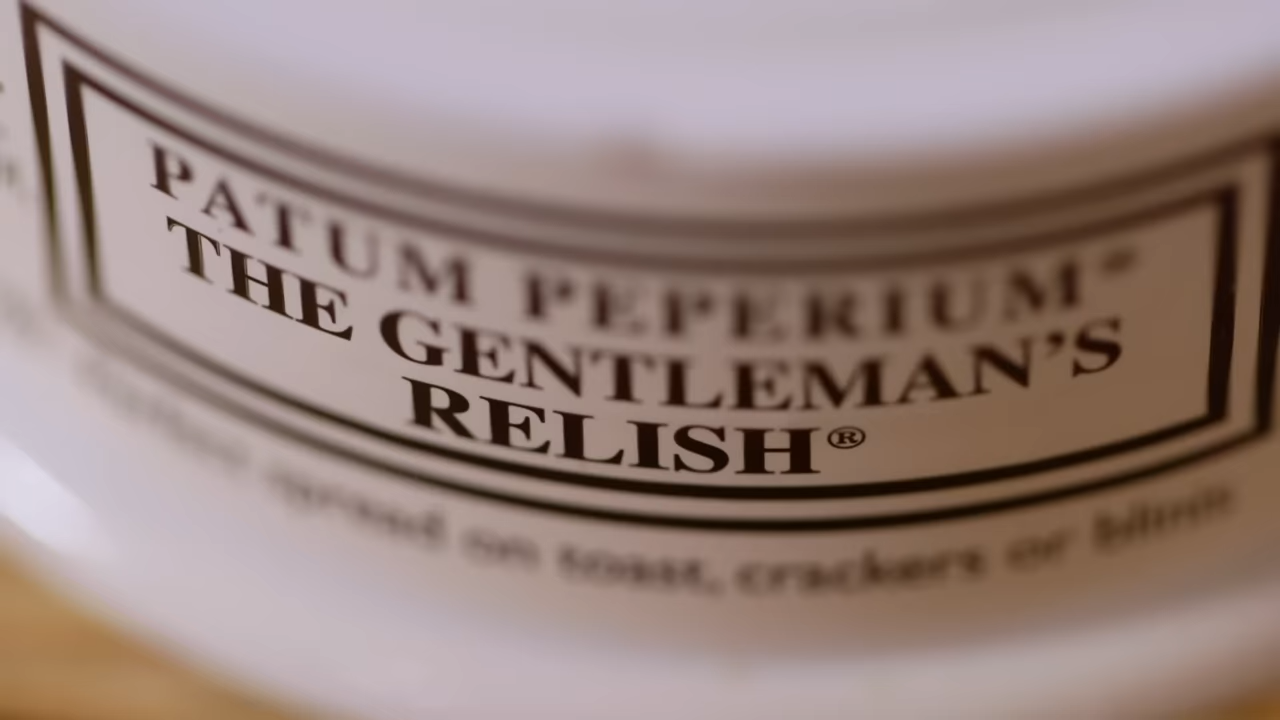 PATUM PEPERIUM®
THE GENTLEMAN'S
RELISH®
spread on toast, crackers or blinis